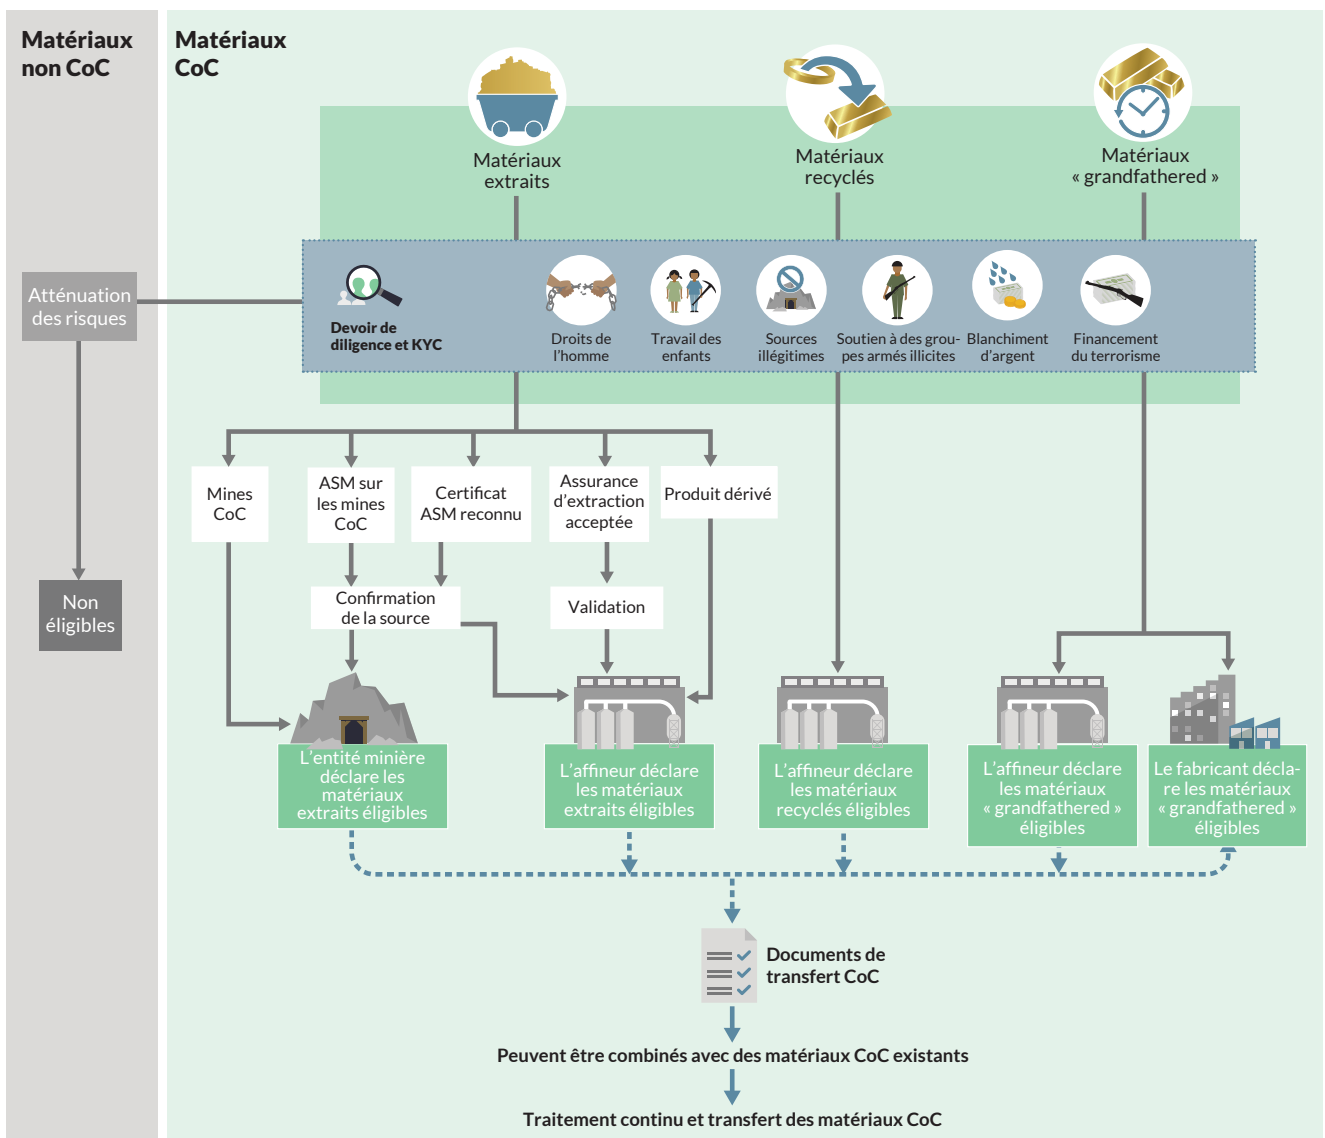 Matériaux
non CoC
Matériaux
CoC
Matériaux
extraits
Matériaux
recyclés
Matériaux
« grandfathered »
Atténuation
des risques
Devoir de
diligence et KYC
Droits de
l’homme
Travail des
enfants
Sources
illégitimes
Soutien à des grou-
pes armés illicites
Blanchiment
d’argent
Financement
du terrorisme
Mines
CoC
ASM sur
les mines
CoC
Certificat
ASM reconnu
Assurance
d’extraction
acceptée
Produit dérivé
Non
éligibles
Confirmation
de la source
Validation
L’entité minière
déclare les
matériaux
extraits éligibles
L’affineur déclare
les matériaux
extraits éligibles
L’affineur déclare
les matériaux
recyclés éligibles
L’affineur déclare
les matériaux
« grandfathered »
éligibles
Le fabricant décla-
re les matériaux
« grandfathered »
éligibles
Documents de
transfert CoC
Peuvent être combinés avec des matériaux CoC existants
Traitement continu et transfert des matériaux CoC